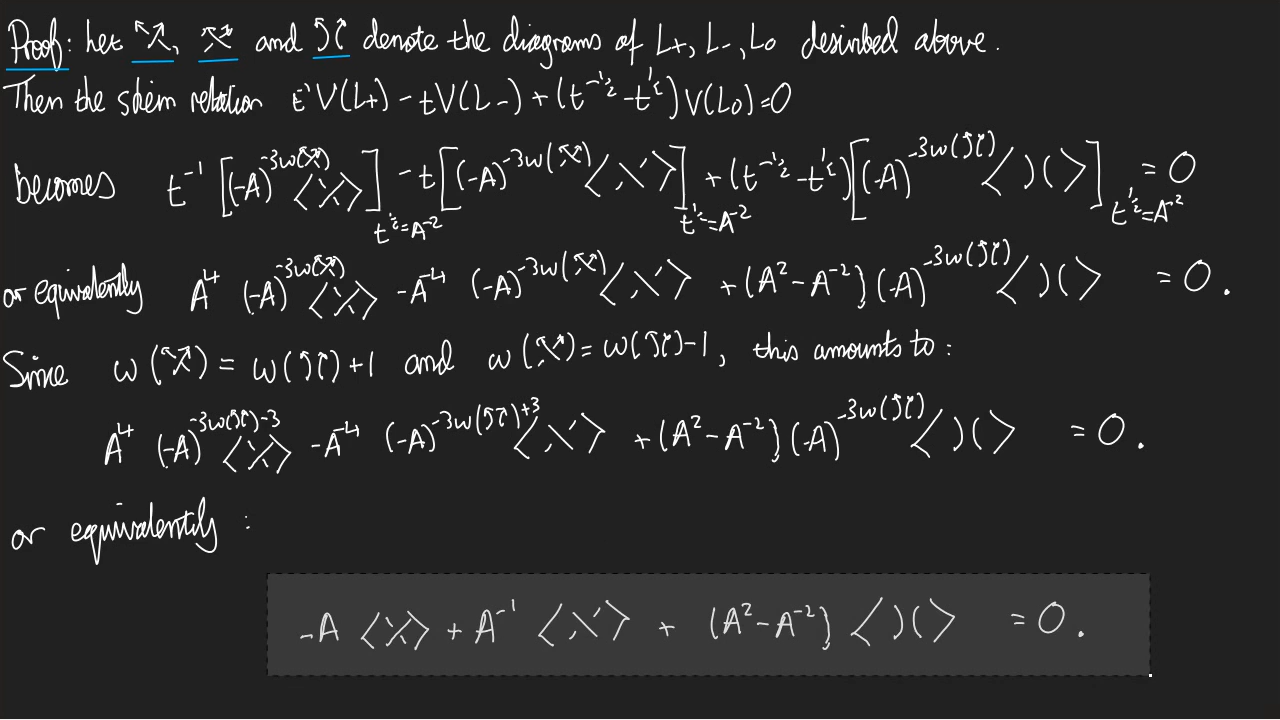 Proof: Let ⤲, ⤱ and ↰↱ denote the diagrams of L+, L-, L0 desribed above.
Then the skein relation t⁻¹V(L+) - tV(L-) + (t^{-1/2} - t^{1/2})V(L0) = 0
becomes t⁻¹ [(-A)^{-3w(⤲)} ⟨⤲⟩]_{t^{1/2}=A^{-2}} - t[(-A)^{-3w(⤱)} ⟨⤱⟩]_{t^{1/2}=A^{-2}} + (t^{-1/2} - t^{1/2})[(-A)^{-3w(↰↱)} ⟨)(⟩]_{t^{1/2}=A^{-2}} = 0
or equivalently A⁴ (-A)^{-3w(⤲)} ⟨⤲⟩ - A⁻⁴ (-A)^{-3w(⤱)} ⟨⤱⟩ + (A² - A⁻²)(-A)^{-3w(↰↱)} ⟨)(⟩ = 0.
Since w(⤲) = w(↰↱)+1 and w(⤱) = w(↰↱)-1, this amounts to:
A⁴ (-A)^{-3w(↰↱)-3} ⟨⤲⟩ - A⁻⁴ (-A)^{-3w(↰↱)+3} ⟨⤱⟩ + (A² - A⁻²)(-A)^{-3w(↰↱)} ⟨)(⟩ = 0.
or equivalently :
-A ⟨⤲⟩ + A⁻¹ ⟨⤱⟩ + (A² - A⁻²) ⟨)(⟩ = 0.